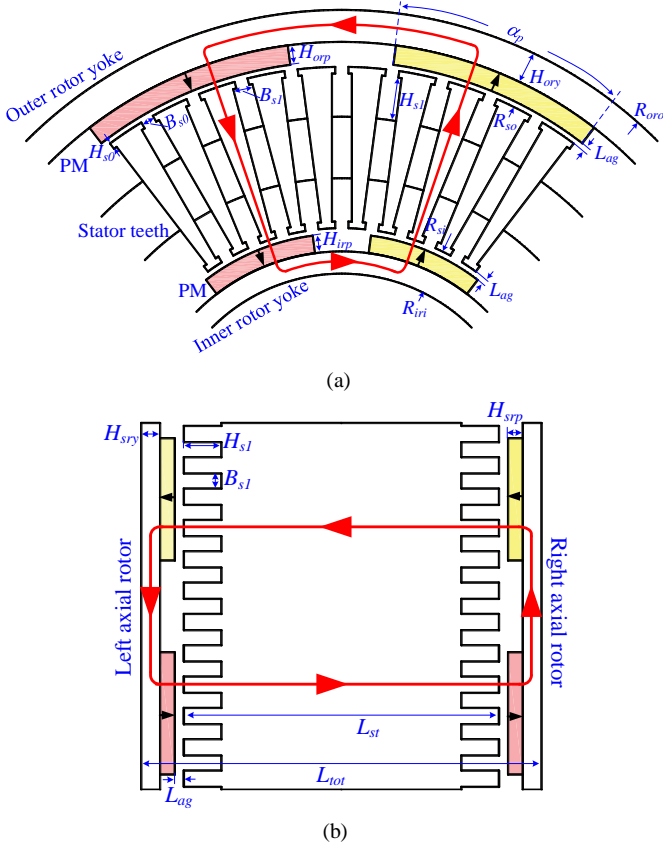 α_p
H_orp
H_ory
Outer rotor yoke
B_s1
H_s1
R_oro
B_s0
R_so
H_s0
L_ag
PM
Stator teeth
R_si
H_irp
L_ag
PM
R_iri
Inner rotor yoke
(a)
H_srp
H_sry
H_s1
B_s1
Left axial rotor
Right axial rotor
L_st
L_tot
L_ag
(b)